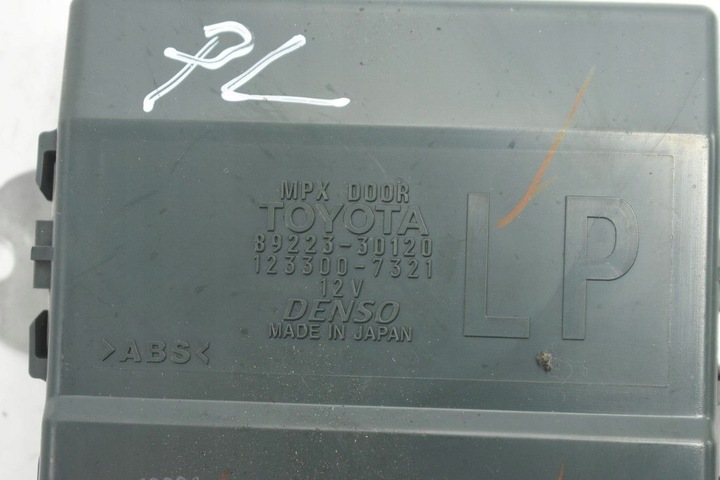 PL
MPX DOOR
TOYOTA
89223-30120
123300-7321
12V
DENSO
MADE IN JAPAN
LP
>ABS<